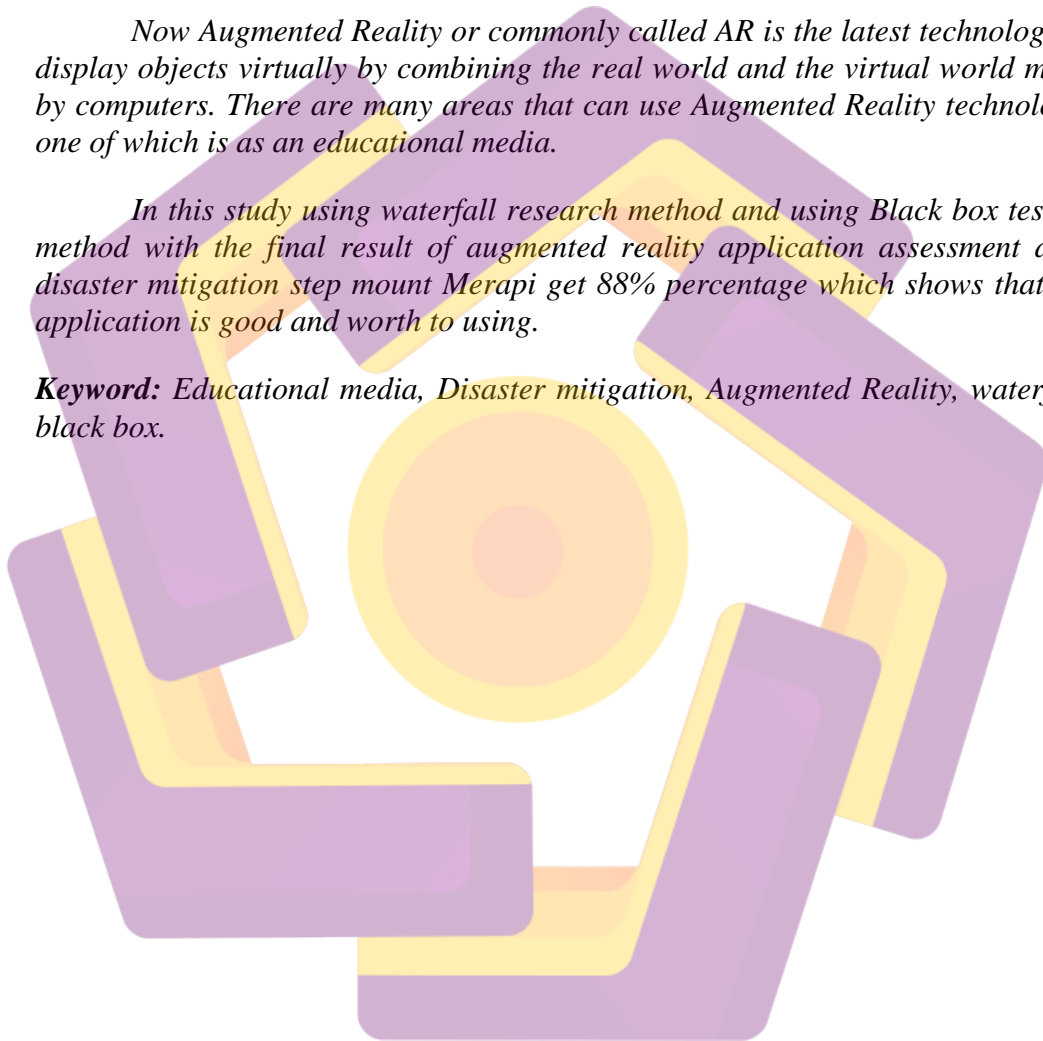 Now Augmented Reality or commonly called AR is the latest technolog
display objects virtually by combining the real world and the virtual world m
by computers. There are many areas that can use Augmented Reality technolo
one of which is as an educational media.
In this study using waterfall research method and using Black box tes
method with the final result of augmented reality application assessment a
disaster mitigation step mount Merapi get 88% percentage which shows that
application is good and worth to using.
Keyword: Educational media, Disaster mitigation, Augmented Reality, water
black box.